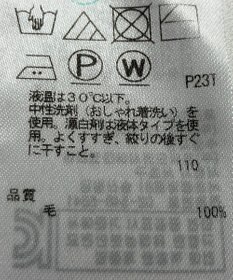 P
W
P23T
液温は30℃以下。
中性洗剤(おしゃれ着洗い)を
使用。漂白剤は液体タイプを使
用。よくすすぎ、絞りの後すぐ
に干すこと。
110
品質
毛 100%